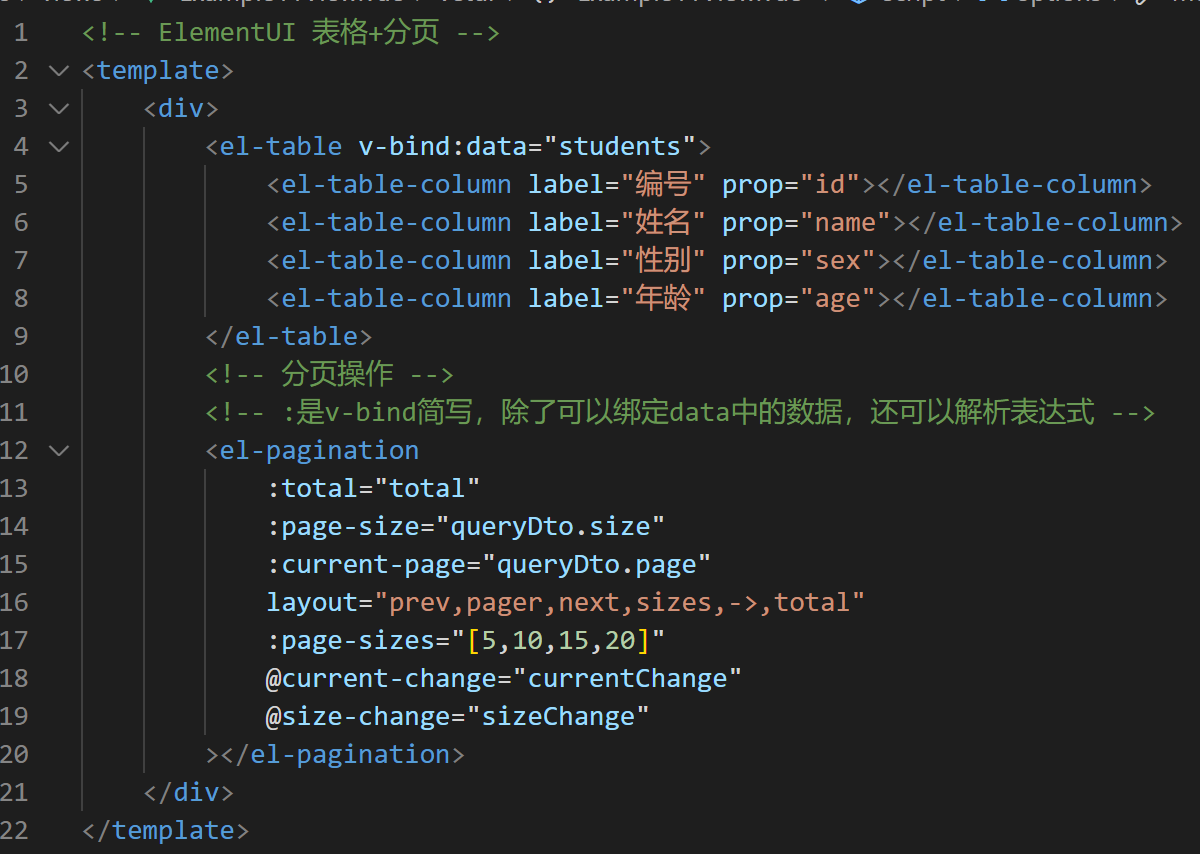 1 <!-- ElementUI 表格+分页 -->
2 <template>
3 <div>
4 <el-table v-bind:data="students">
5 <el-table-column label="编号" prop="id"></el-table-column>
6 <el-table-column label="姓名" prop="name"></el-table-column>
7 <el-table-column label="性别" prop="sex"></el-table-column>
8 <el-table-column label="年龄" prop="age"></el-table-column>
9 </el-table>
10 <!-- 分页操作 -->
11 <!-- :是v-bind简写，除了可以绑定data中的数据，还可以解析表达式 -->
12 <el-pagination
13 :total="total"
14 :page-size="queryDto.size"
15 :current-page="queryDto.page"
16 layout="prev,pager,next,sizes,->,total"
17 :page-sizes="[5,10,15,20]"
18 @current-change="currentChange"
19 @size-change="sizeChange"
20 ></el-pagination>
21 </div>
22 </template>